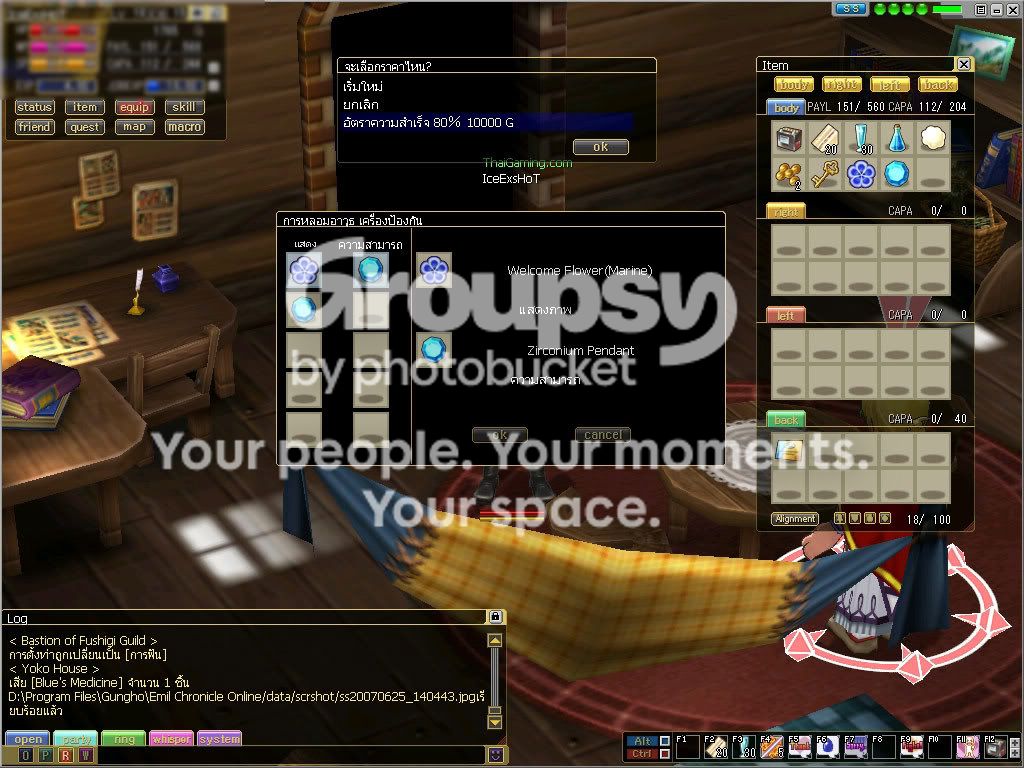 SS
PAYL 151/ 560
CAPA 112/ 204
status item equip skill
friend quest map macro
จะเลือกราคาไหน?
เริ่มใหม่
ยกเลิก
อัตราความสำเร็จ 80% 10000 G
ok
ThaiGaming.com
IceExsHoT
การหลอมอาวุธ เครื่องป้องกัน
แสดง ความสามารถ
Welcome Flower(Marine)
แสดงภาพ
Zirconium Pendant
ความสามารถ
ok cancel
Item
body right left back
body PAYL 151/ 560 CAPA 112/ 204
20 30
2
right CAPA 0/ 0
left CAPA 0/ 0
back CAPA 0/ 40
Alignment 18/ 100
Groupsy
by photobucket
Your people. Your moments.
Your space.
Log
< Bastion of Fushigi Guild >
การตั้งท่าถูกเปลี่ยนเป็น [การฟัน]
< Yoko House >
เสีย [Blue's Medicine] จำนวน 1 ชิ้น
D:\Program Files\Gungho\Emil Chronicle Online/data/scrshot/ss20070625_140443.jpgเรี
ยบร้อยแล้ว
open party ring whisper system
O P R W
Alt
Ctrl
F1 F2 F3 F4 F5 F6 F7 F8 F9 F10 F11 F12
20 30 5